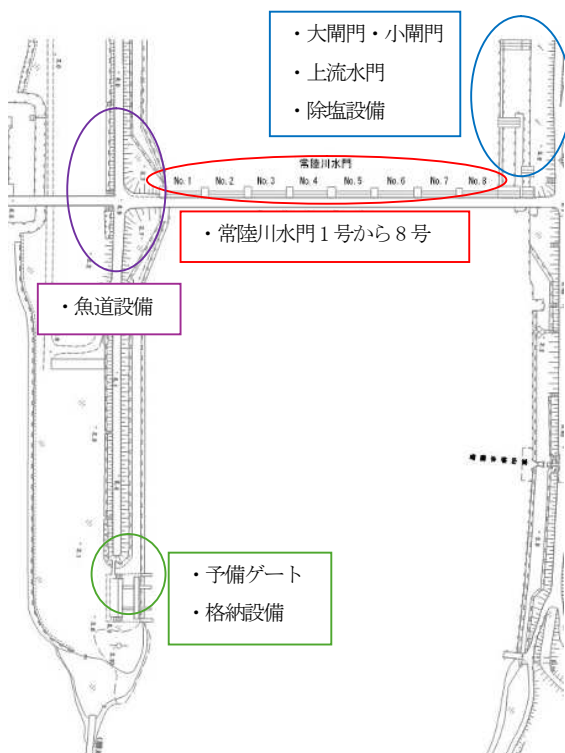 ・大閘門・小閘門
・上流水門
・除塩設備
常陸川水門
No.1 No.2 No.3 No.4 No.5 No.6 No.7 No.8
・常陸川水門１号から８号
・魚道設備
・予備ゲート
・格納設備